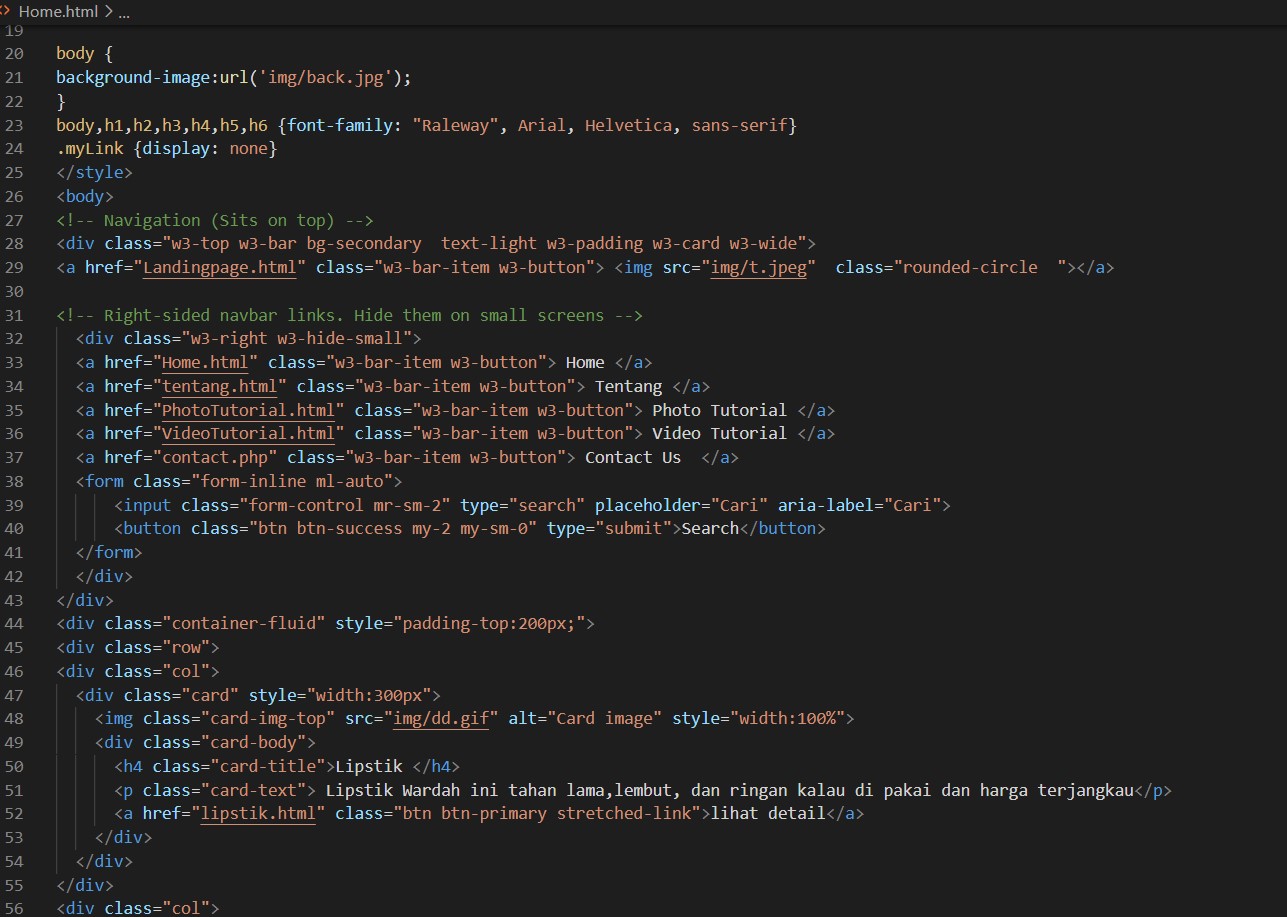 Home.html > ...
19
20 body {
21 background-image:url('img/back.jpg');
22 }
23 body,h1,h2,h3,h4,h5,h6 {font-family: "Raleway", Arial, Helvetica, sans-serif}
24 .myLink {display: none}
25 </style>
26 <body>
27 <!-- Navigation (Sits on top) -->
28 <div class="w3-top w3-bar bg-secondary  text-light w3-padding w3-card w3-wide">
29 <a href="Landingpage.html" class="w3-bar-item w3-button"> <img src="img/t.jpeg"  class="rounded-circle  "></a>
30
31 <!-- Right-sided navbar links. Hide them on small screens -->
32   <div class="w3-right w3-hide-small">
33   <a href="Home.html" class="w3-bar-item w3-button"> Home </a>
34   <a href="tentang.html" class="w3-bar-item w3-button"> Tentang </a>
35   <a href="PhotoTutorial.html" class="w3-bar-item w3-button"> Photo Tutorial </a>
36   <a href="VideoTutorial.html" class="w3-bar-item w3-button"> Video Tutorial </a>
37   <a href="contact.php" class="w3-bar-item w3-button"> Contact Us  </a>
38   <form class="form-inline ml-auto">
39       <input class="form-control mr-sm-2" type="search" placeholder="Cari" aria-label="Cari">
40       <button class="btn btn-success my-2 my-sm-0" type="submit">Search</button>
41   </form>
42   </div>
43 </div>
44 <div class="container-fluid" style="padding-top:200px;">
45 <div class="row">
46 <div class="col">
47   <div class="card" style="width:300px">
48     <img class="card-img-top" src="img/dd.gif" alt="Card image" style="width:100%">
49     <div class="card-body">
50       <h4 class="card-title">Lipstik </h4>
51       <p class="card-text"> Lipstik Wardah ini tahan lama,lembut, dan ringan kalau di pakai dan harga terjangkau</p>
52       <a href="lipstik.html" class="btn btn-primary stretched-link">lihat detail</a>
53     </div>
54   </div>
55 </div>
56 <div class="col">